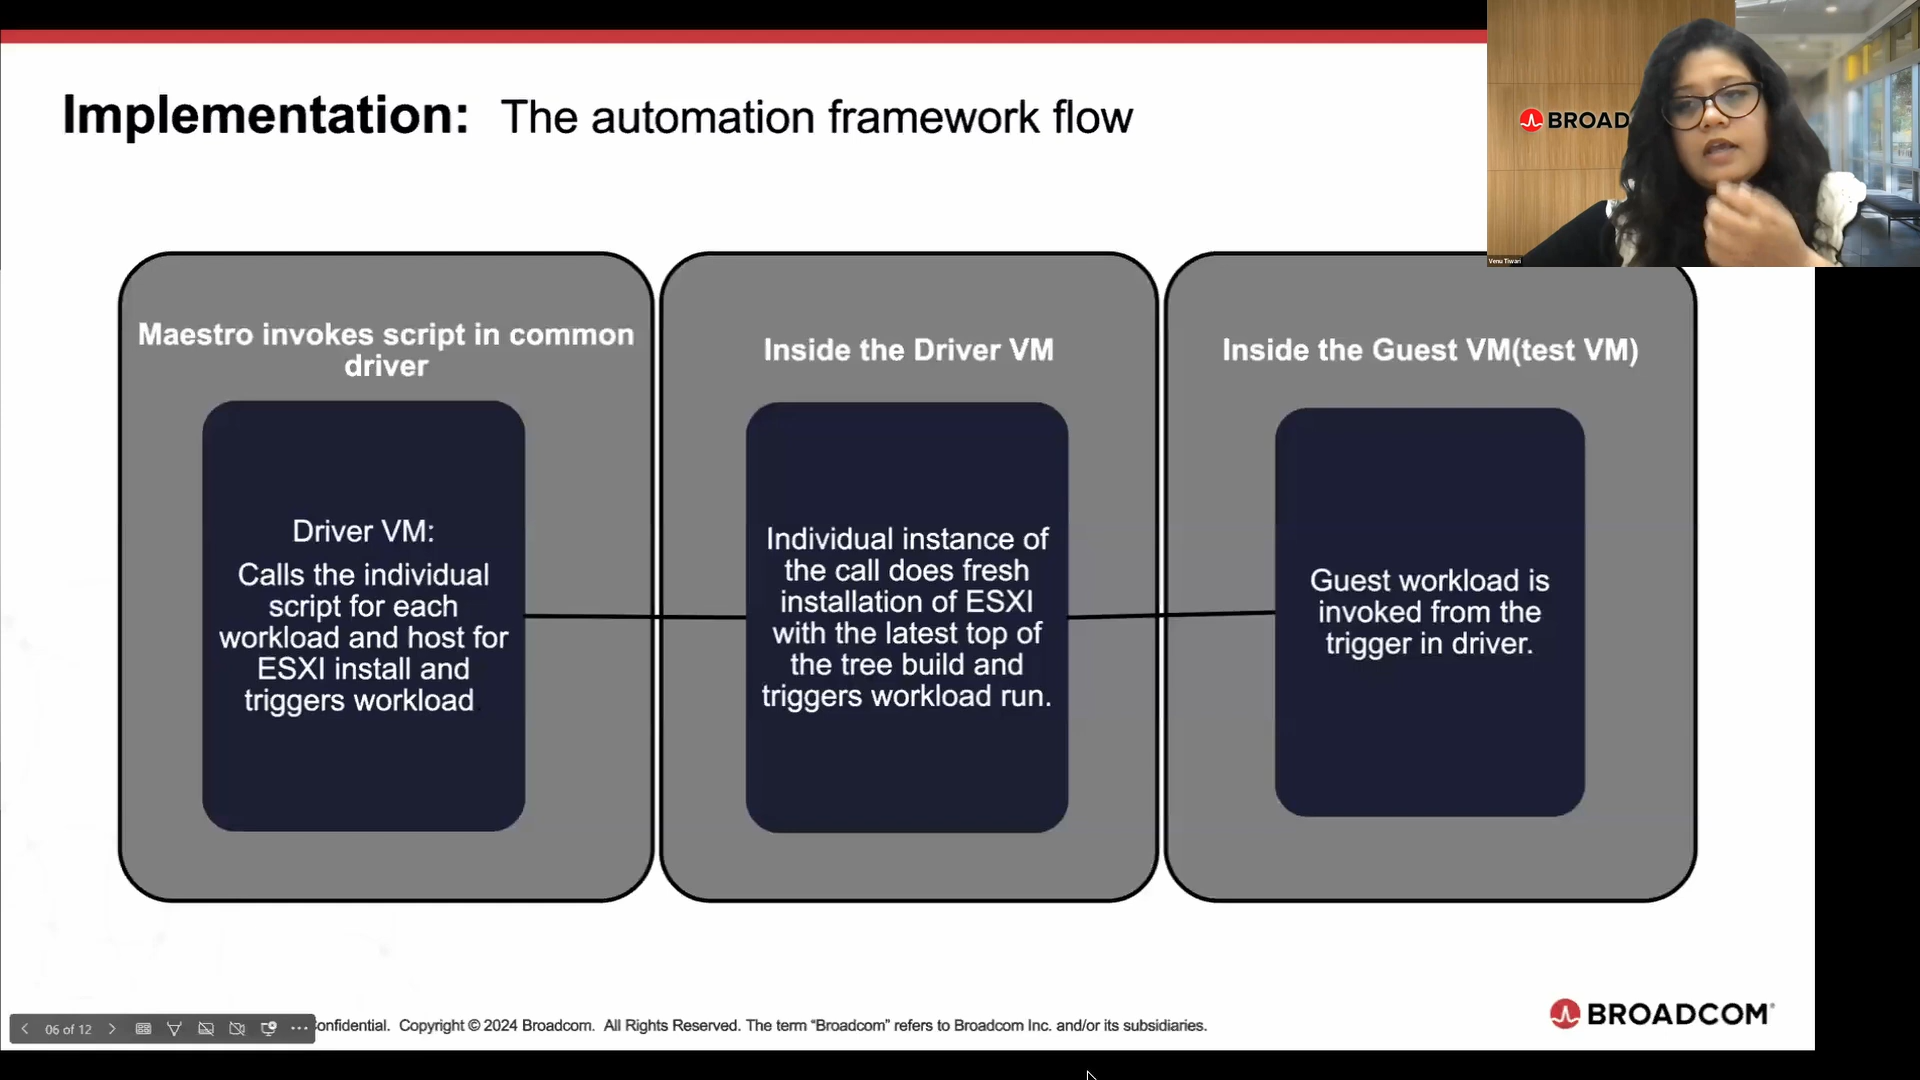 Implementation: The automation framework flow
BROAD
Venu Tiwari
Maestro invokes script in common
driver
Driver VM:
Calls the individual
script for each
workload and host for
ESXI install and
triggers workload.
Inside the Driver VM
Individual instance of
the call does fresh
installation of ESXI
with the latest top of
the tree build and
triggers workload run.
Inside the Guest VM(test VM)
Guest workload is
invoked from the
trigger in driver.
06 of 12
onfidential. Copyright © 2024 Broadcom. All Rights Reserved. The term “Broadcom” refers to Broadcom Inc. and/or its subsidiaries.
BROADCOM®